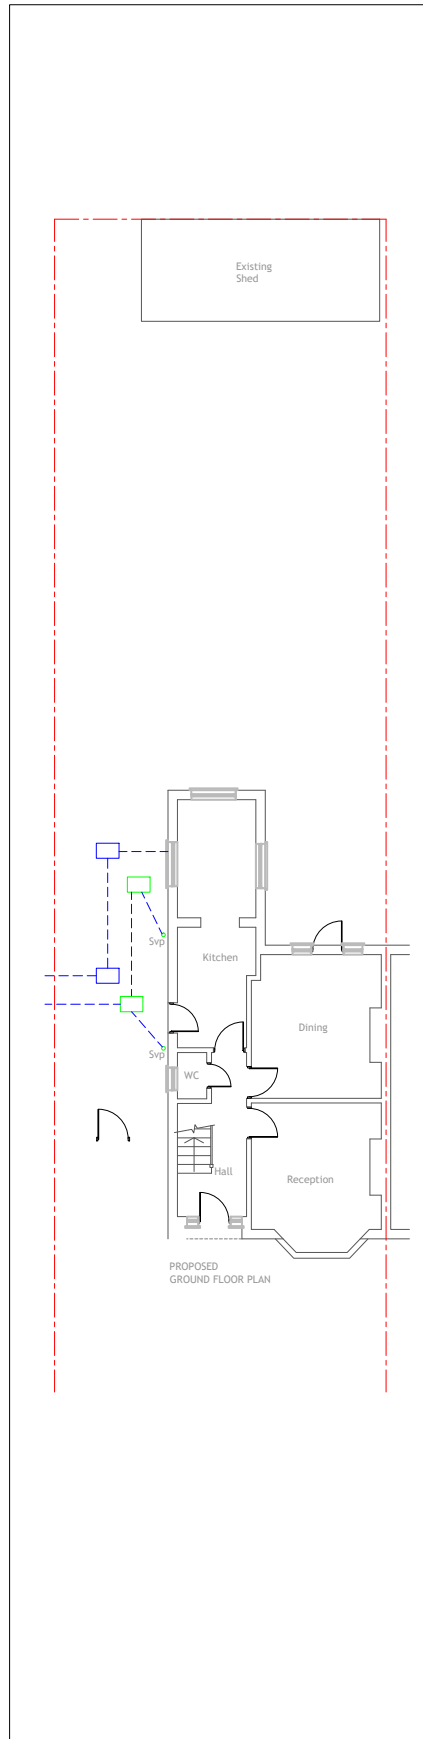 Existing
Shed
Svp
Kitchen
Dining
Svp
WC
Hall
Reception
PROPOSED
GROUND FLOOR PLAN